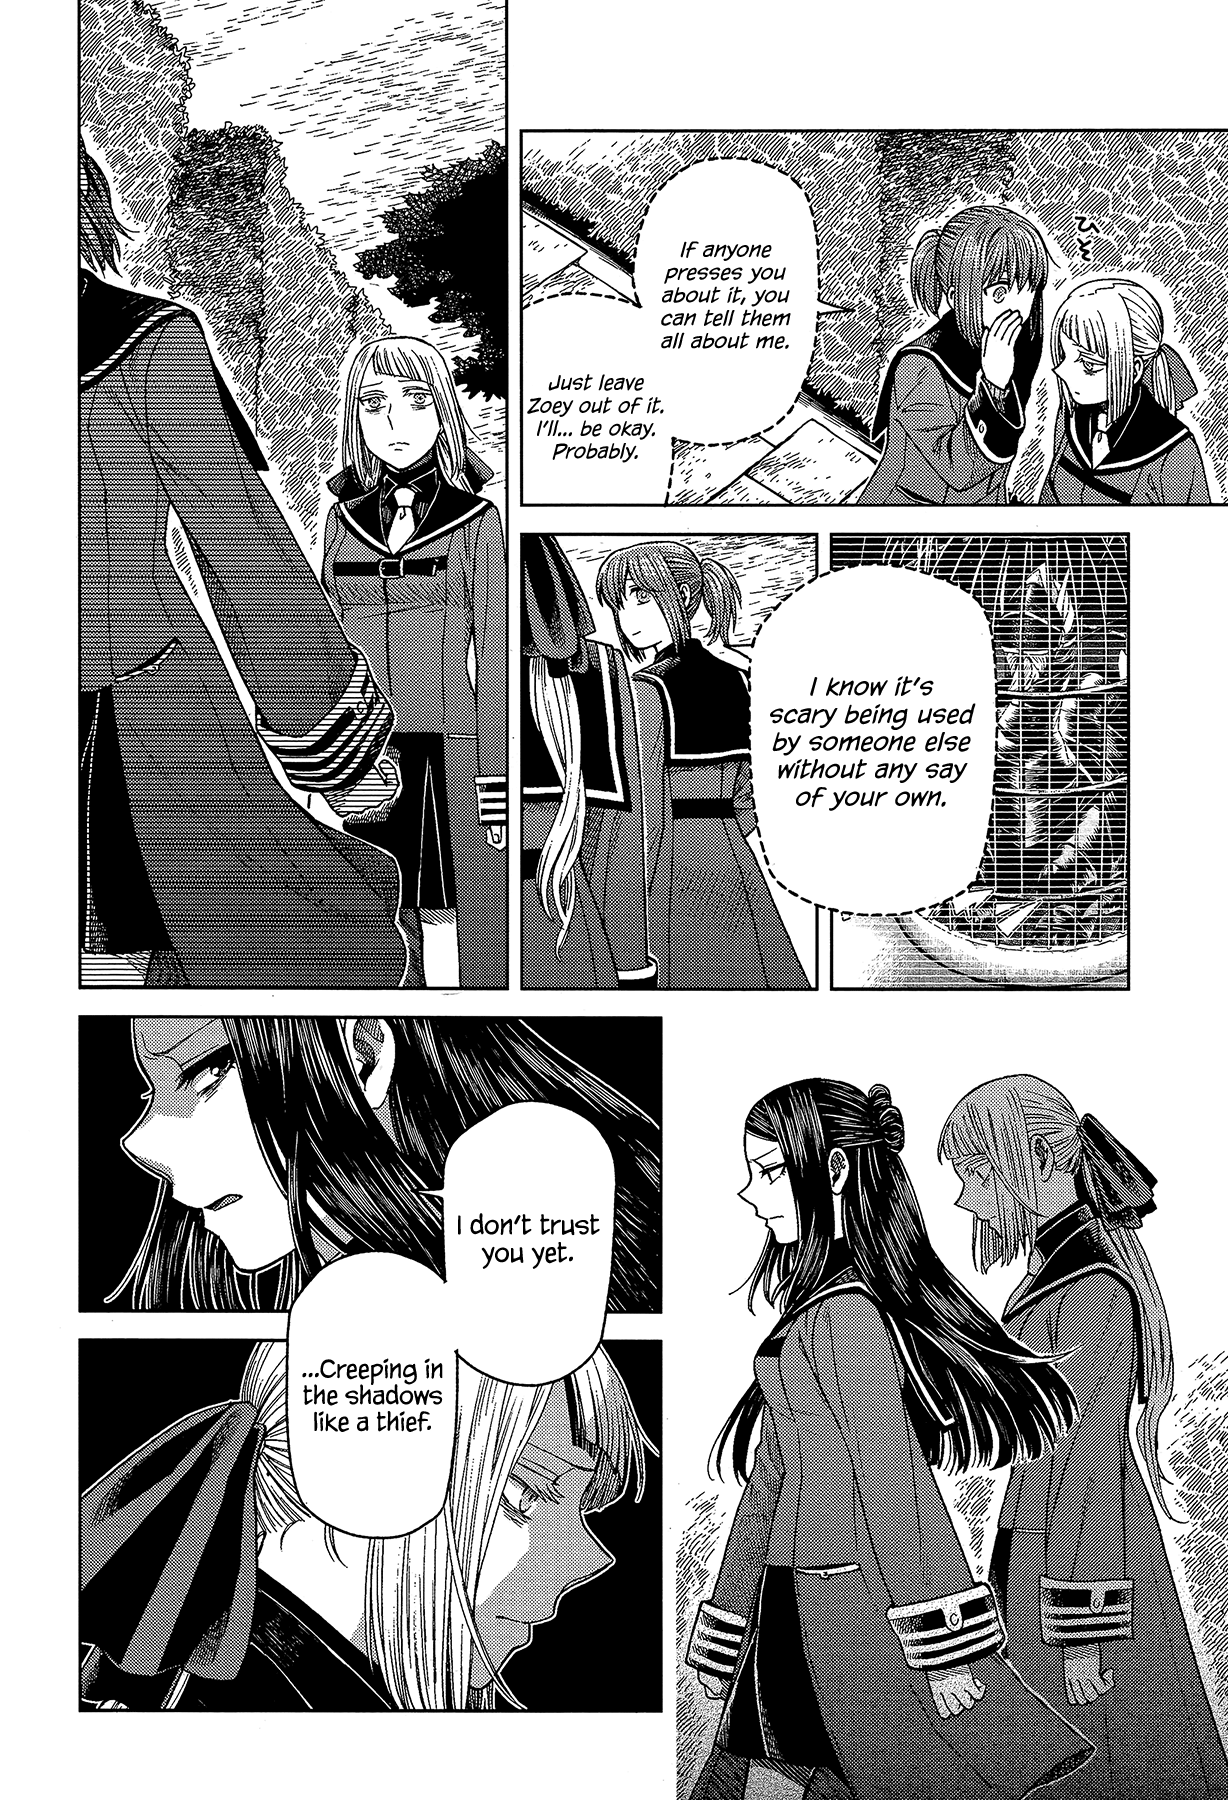 ひそ
If anyone
presses you
about it, you
can tell them
all about me.
Just leave
Zoey out of it.
I'll... be okay.
Probably.
I know it's
scary being used
by someone else
without any say
of your own.
I don't trust
you yet.
...Creeping in
the shadows
like a thief.